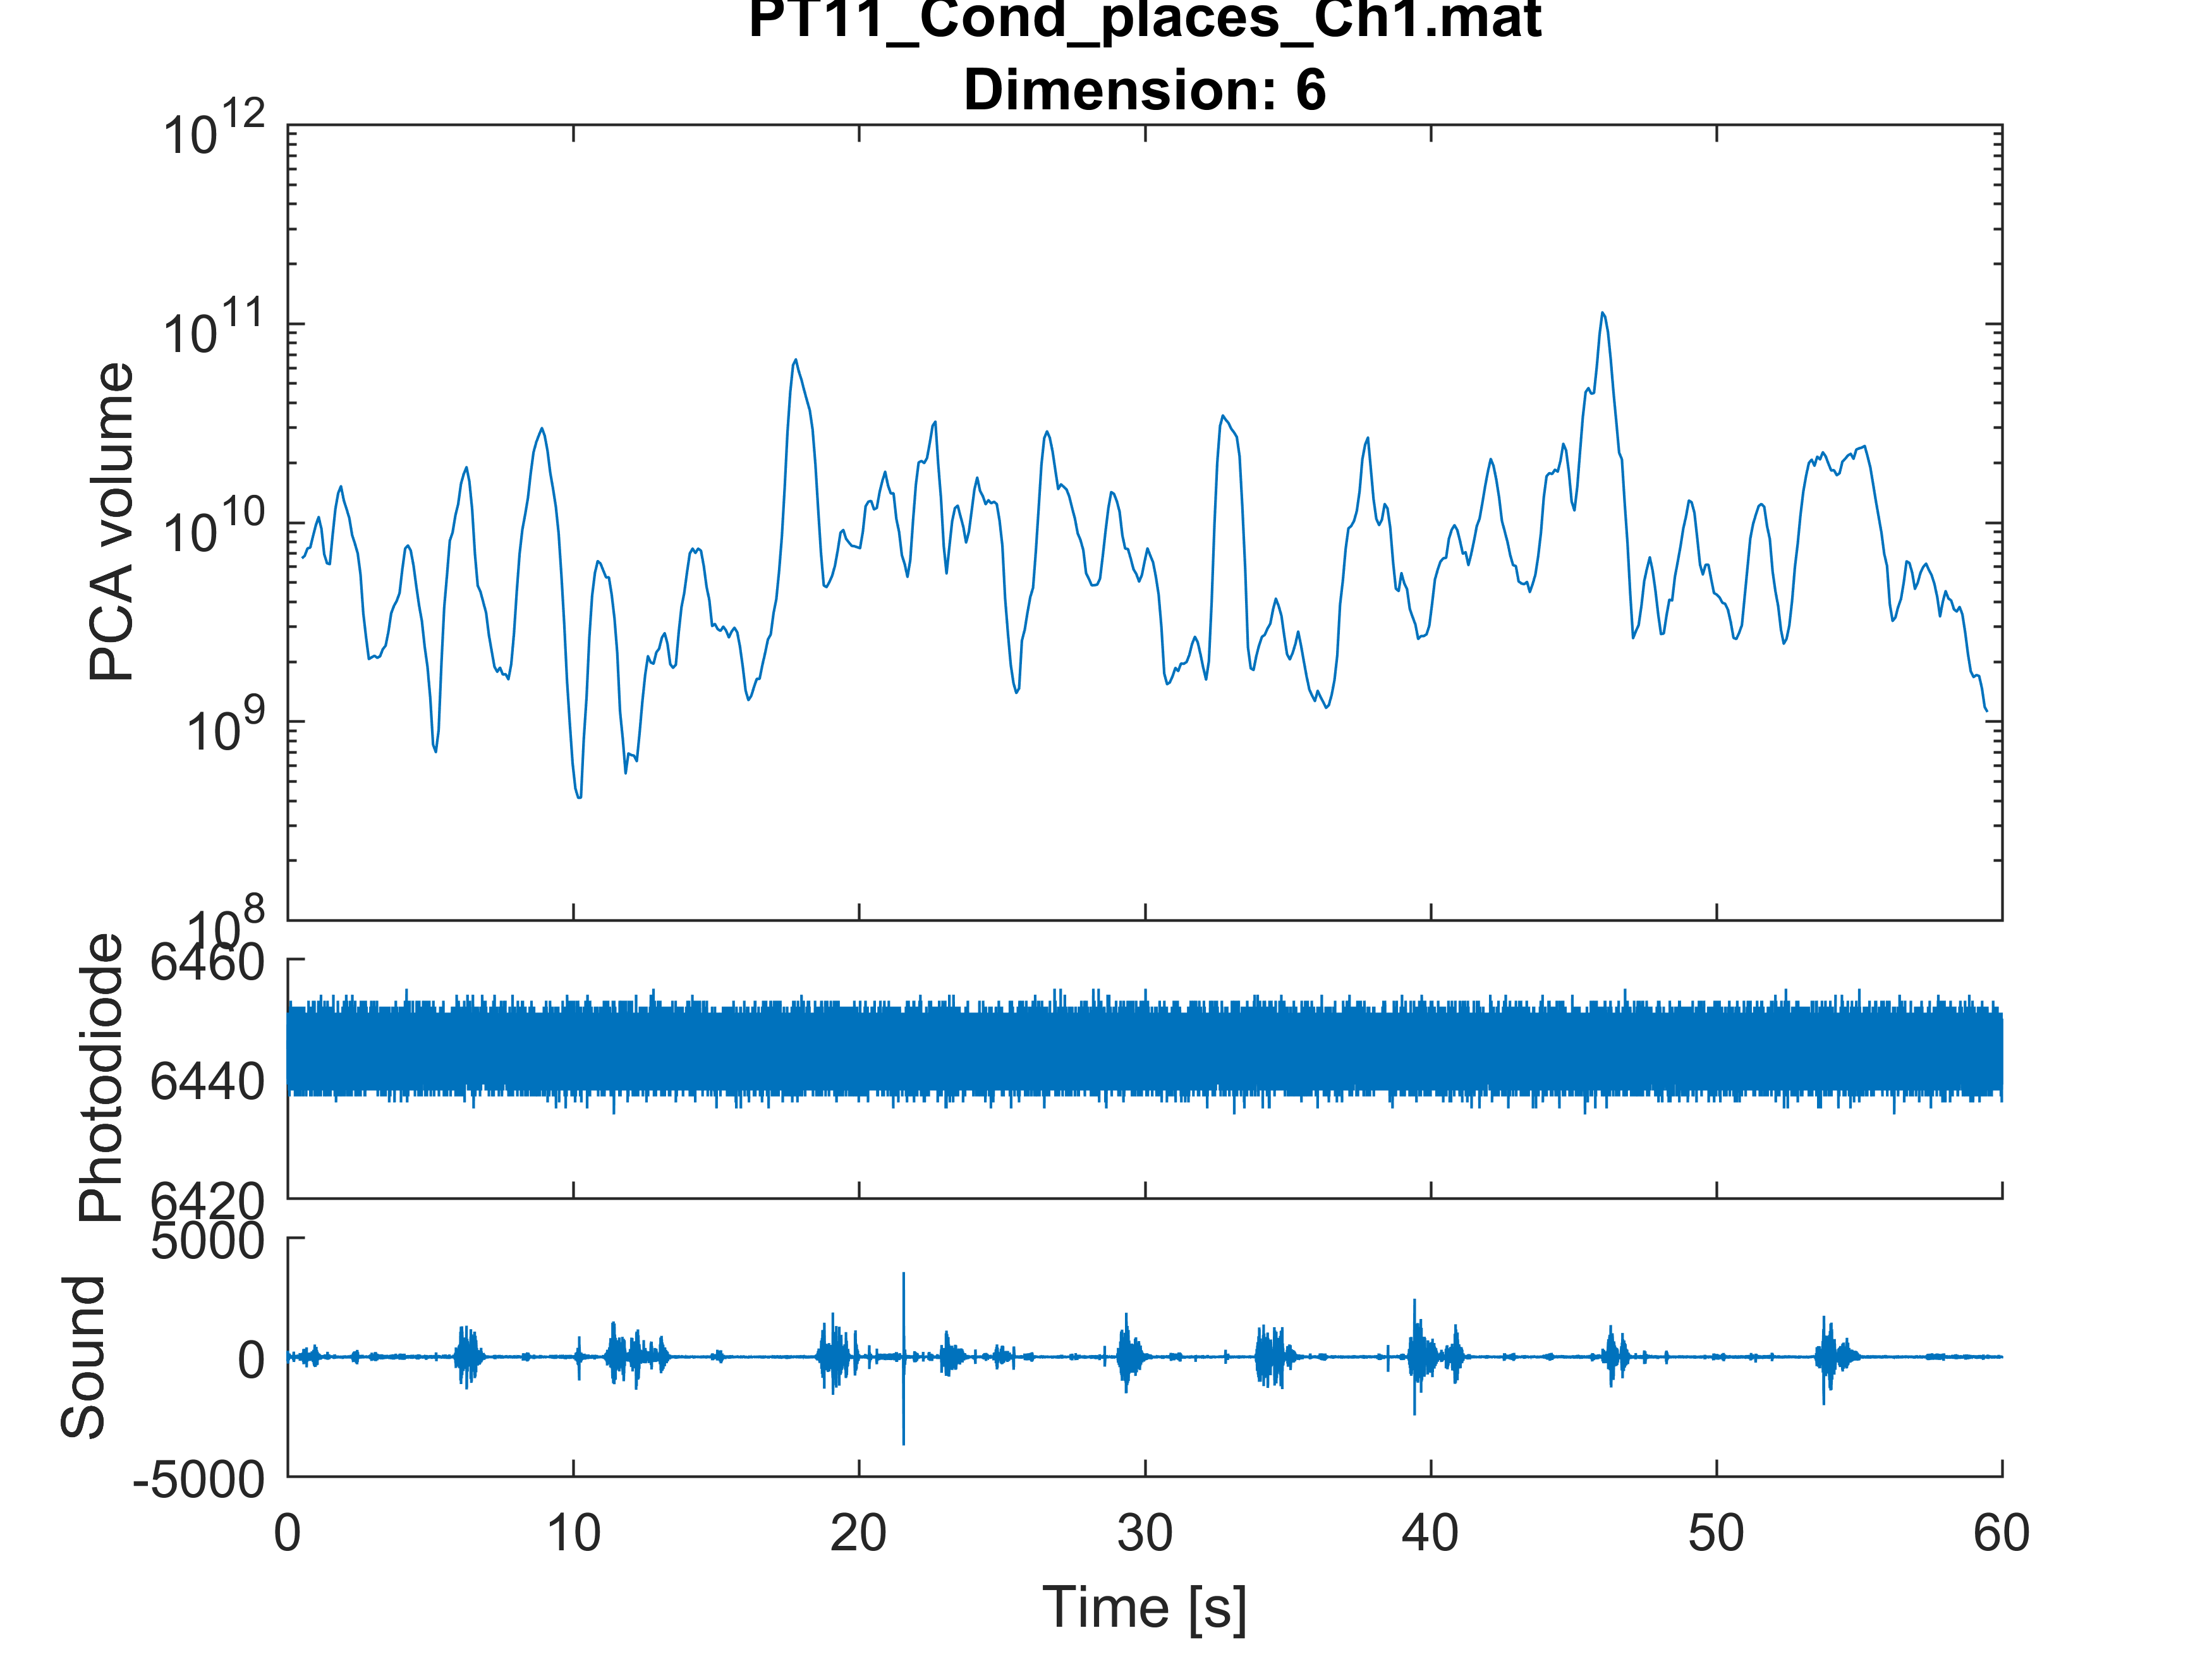 PT11_Cond_places_Ch1.mat
Dimension: 6
10^12
10^11
10^10
10^9
10^8
PCA volume
6460
6440
6420
Photodiode
5000
0
-5000
Sound
0 10 20 30 40 50 60
Time [s]